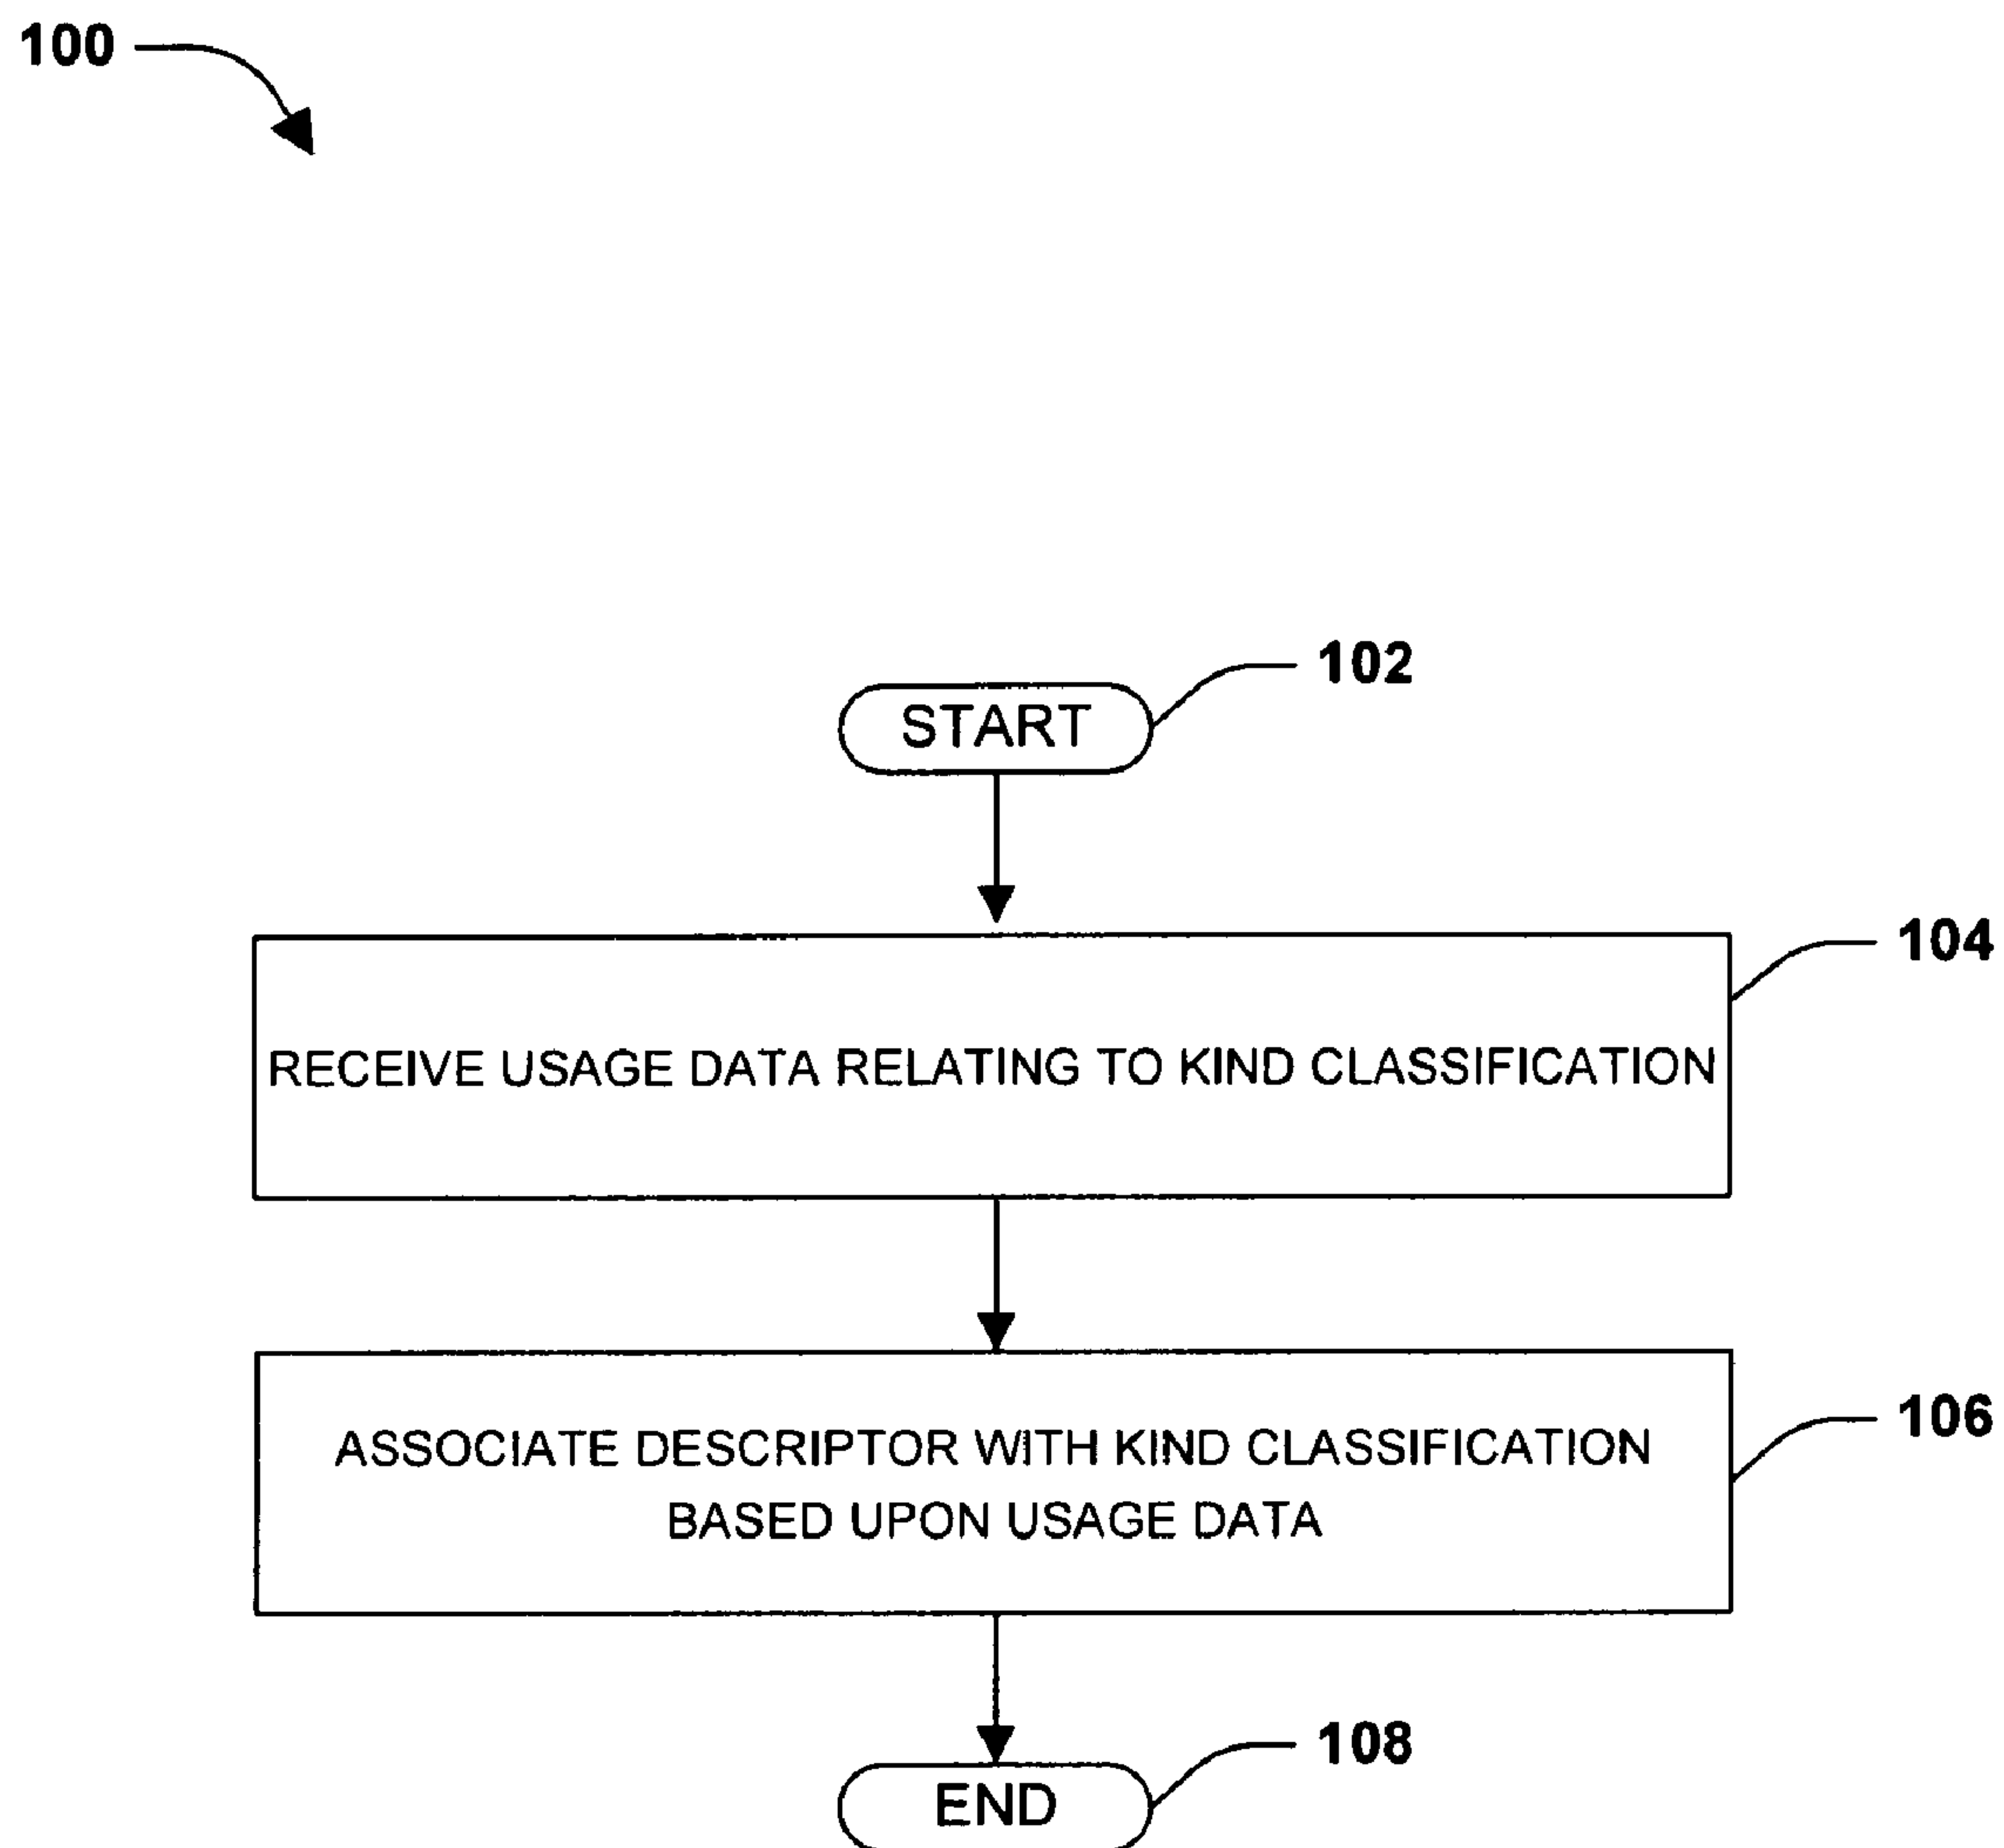 100
102
START
104
RECEIVE USAGE DATA RELATING TO KIND CLASSIFICATION
106
ASSOCIATE DESCRIPTOR WITH KIND CLASSIFICATION
BASED UPON USAGE DATA
108
END